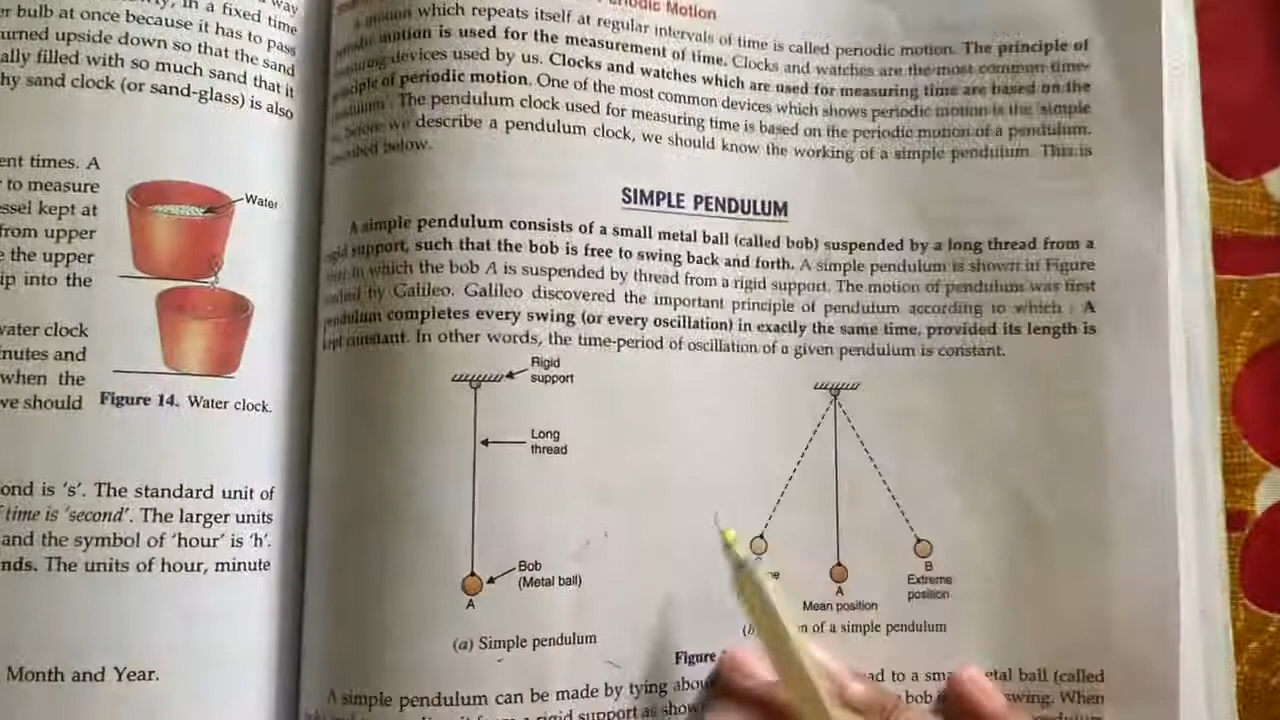 way
in a fixed time
er bulb at once because it has to pass
urned upside down so that the sand
ally filled with so much sand that it
hy sand clock (or sand-glass) is also
ent times. A
to measure
ssel kept at
from upper
e the upper
ip into the
Water
water clock
nutes and
when the
we should
Figure 14. Water clock.
ond is 's'. The standard unit of
time is 'second'. The larger units
and the symbol of 'hour' is 'h'.
nds. The units of hour, minute
Month and Year.
Motion
motion which repeats itself at regular intervals of time is called periodic motion. The principle of
motion is used for the measurement of time. Clocks and watches are the most common time-
devices used by us. Clocks and watches which are used for measuring time are based on the
principle of periodic motion. One of the most common devices which shows periodic motion is the 'simple
The pendulum clock used for measuring time is based on the periodic motion of a pendulum.
before we describe a pendulum clock, we should know the working of a simple pendulum. This is
below.
SIMPLE PENDULUM
A simple pendulum consists of a small metal ball (called bob) suspended by a long thread from a
rigid support, such that the bob is free to swing back and forth. A simple pendulum is shown in Figure
in which the bob A is suspended by thread from a rigid support. The motion of pendulum was first
by Galileo. Galileo discovered the important principle of pendulum according to which : A
pendulum completes every swing (or every oscillation) in exactly the same time, provided its length is
kept constant. In other words, the time-period of oscillation of a given pendulum is constant.
Rigid
support
Long
thread
Bob
(Metal ball)
A
(a) Simple pendulum
A
Mean position
B
Extreme
position
(b n of a simple pendulum
Figure
A simple pendulum can be made by tying abou ad to a sma etal ball (called
a rigid support as show bob swing. When